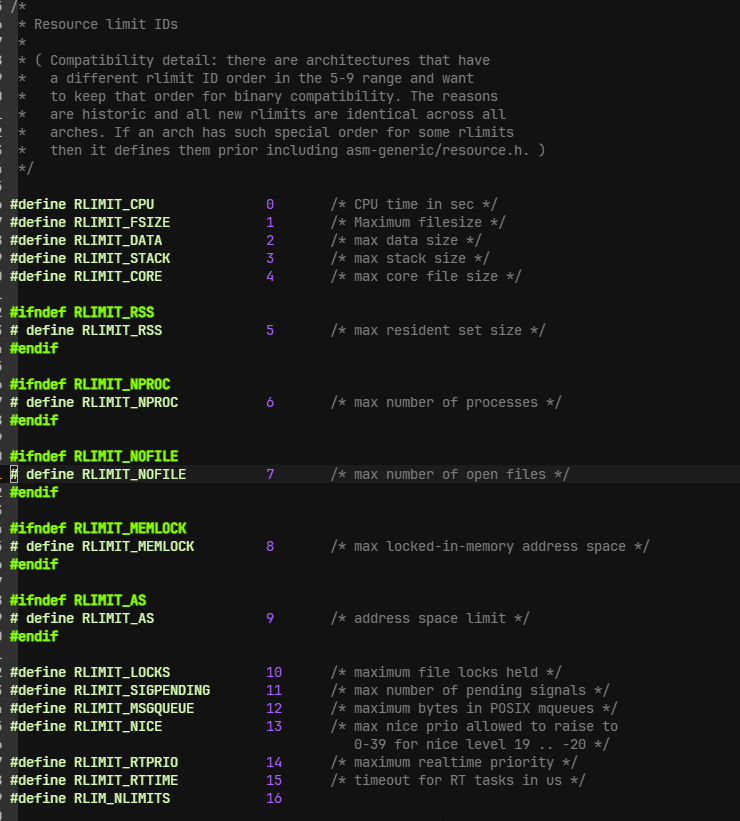 /*
* Resource limit IDs
*
* ( Compatibility detail: there are architectures that have
*   a different rlimit ID order in the 5-9 range and want
*   to keep that order for binary compatibility. The reasons
*   are historic and all new rlimits are identical across all
*   arches. If an arch has such special order for some rlimits
*   then it defines them prior including asm-generic/resource.h. )
*/
#define RLIMIT_CPU 0 /* CPU time in sec */
#define RLIMIT_FSIZE 1 /* Maximum filesize */
#define RLIMIT_DATA 2 /* max data size */
#define RLIMIT_STACK 3 /* max stack size */
#define RLIMIT_CORE 4 /* max core file size */
#ifndef RLIMIT_RSS
# define RLIMIT_RSS 5 /* max resident set size */
#endif
#ifndef RLIMIT_NPROC
# define RLIMIT_NPROC 6 /* max number of processes */
#endif
#ifndef RLIMIT_NOFILE
# define RLIMIT_NOFILE 7 /* max number of open files */
#endif
#ifndef RLIMIT_MEMLOCK
# define RLIMIT_MEMLOCK 8 /* max locked-in-memory address space */
#endif
#ifndef RLIMIT_AS
# define RLIMIT_AS 9 /* address space limit */
#endif
#define RLIMIT_LOCKS 10 /* maximum file locks held */
#define RLIMIT_SIGPENDING 11 /* max number of pending signals */
#define RLIMIT_MSGQUEUE 12 /* maximum bytes in POSIX mqueues */
#define RLIMIT_NICE 13 /* max nice prio allowed to raise to
0-39 for nice level 19 .. -20 */
#define RLIMIT_RTPRIO 14 /* maximum realtime priority */
#define RLIMIT_RTTIME 15 /* timeout for RT tasks in us */
#define RLIM_NLIMITS 16